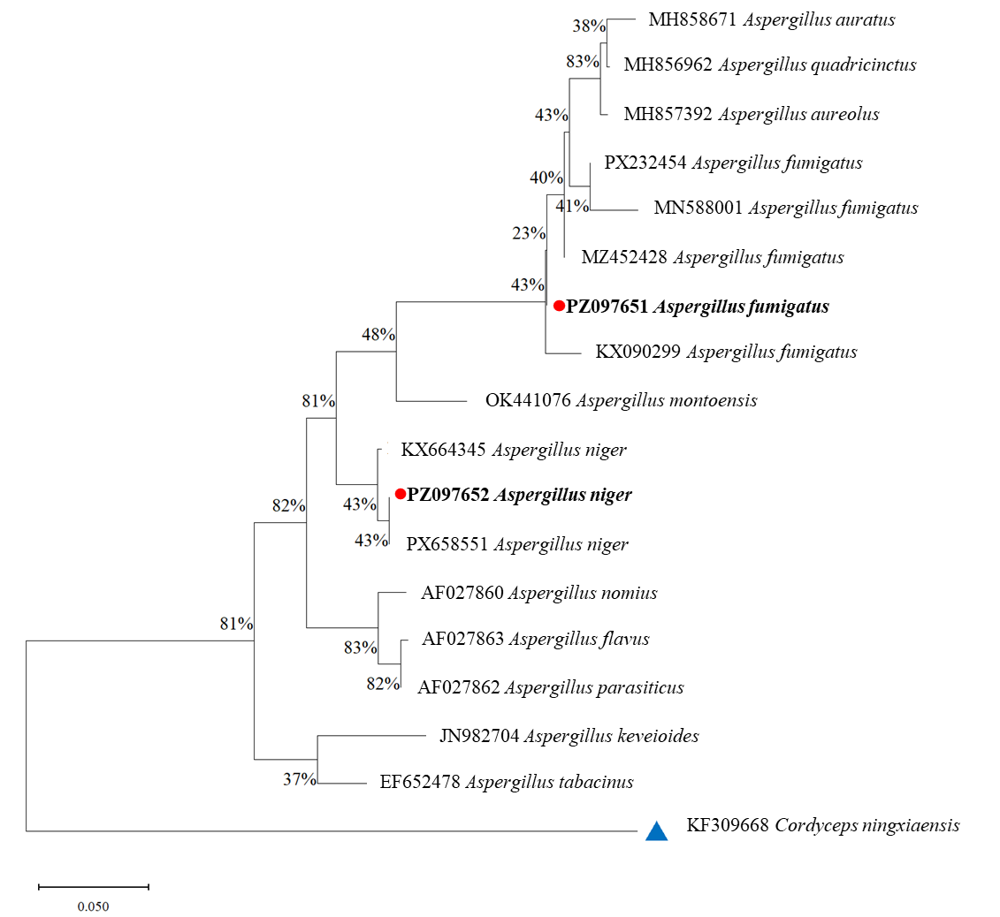 38%
MH858671 Aspergillus auratus
83%
MH856962 Aspergillus quadricinctus
43%
MH857392 Aspergillus aureolus
40%
PX232454 Aspergillus fumigatus
41%
MN588001 Aspergillus fumigatus
23%
MZ452428 Aspergillus fumigatus
43%
PZ097651 Aspergillus fumigatus
48%
KX090299 Aspergillus fumigatus
81%
OK441076 Aspergillus montoensis
KX664345 Aspergillus niger
82%
43%
PZ097652 Aspergillus niger
43%
PX658551 Aspergillus niger
AF027860 Aspergillus nomius
81%
83%
AF027863 Aspergillus flavus
82%
AF027862 Aspergillus parasiticus
JN982704 Aspergillus keveioides
37%
EF652478 Aspergillus tabacinus
KF309668 Cordyceps ningxiaensis
0.050